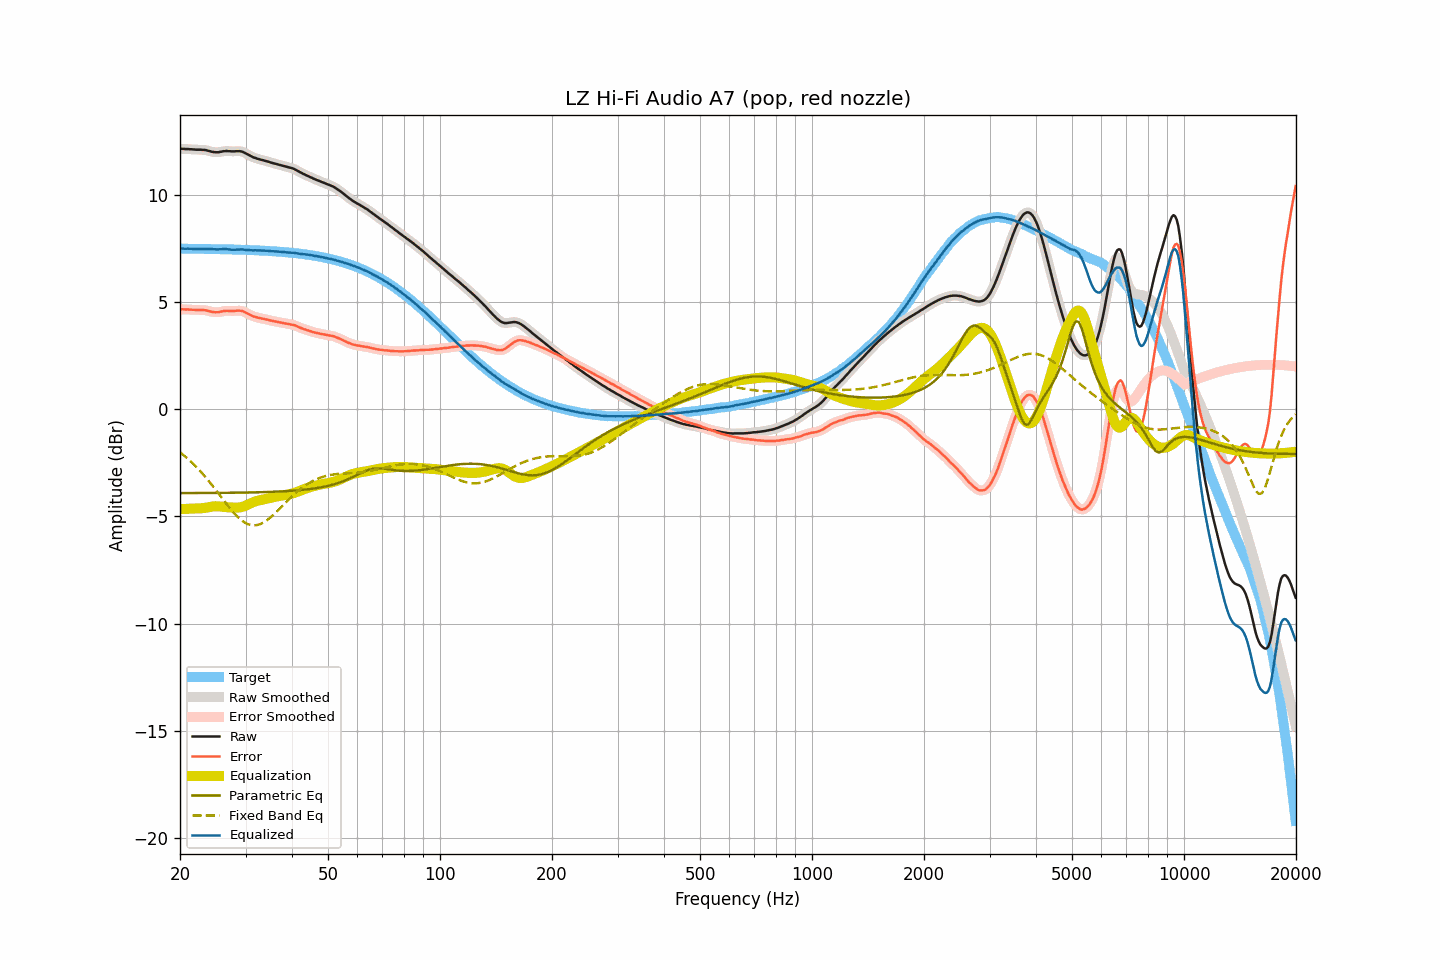 LZ Hi-Fi Audio A7 (pop, red nozzle)
Amplitude (dBr)
10
5
0
−5
−10
−15
−20
Target
Raw Smoothed
Error Smoothed
Raw
Error
Equalization
Parametric Eq
Fixed Band Eq
Equalized
20 50 100 200 500 1000 2000 5000 10000 20000
Frequency (Hz)